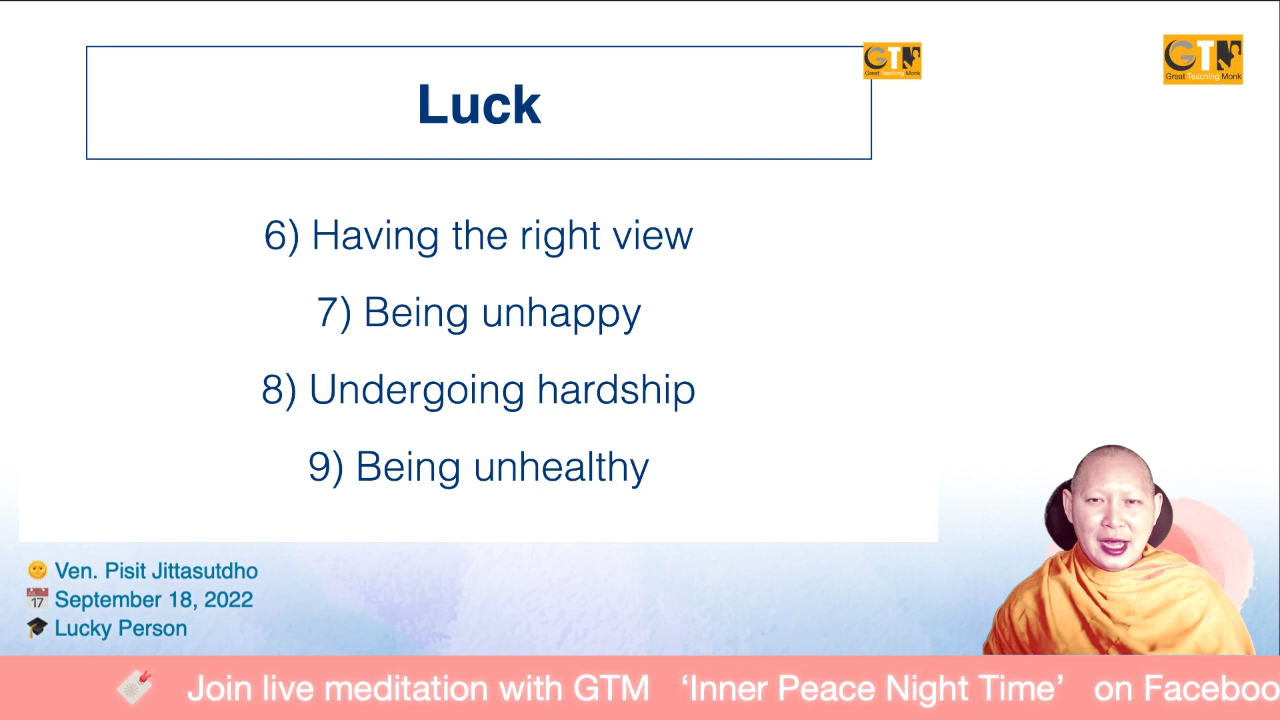 GTM
Great Teaching Monk
GTM
Great Teaching Monk
Luck
6) Having the right view
7) Being unhappy
8) Undergoing hardship
9) Being unhealthy
17
Ven. Pisit Jittasutdho
September 18, 2022
Lucky Person
Join live meditation with GTM ‘Inner Peace Night Time’ on Faceboo